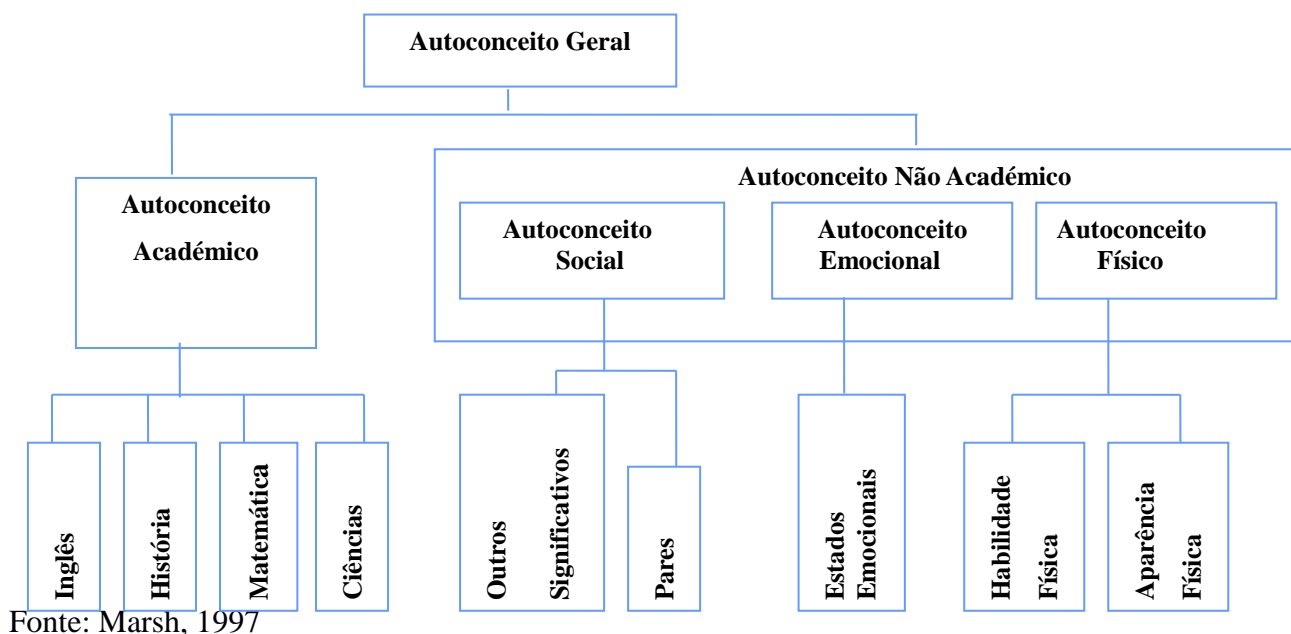 Autoconceito Geral
Autoconceito Não Académico
Autoconceito
Académico
Autoconceito
Social
Autoconceito
Emocional
Autoconceito
Físico
Inglês
História
Matemática
Ciências
Outros
Significativos
Pares
Estados
Emocionais
Habilidade
Física
Aparência
Física
Fonte: Marsh, 1997